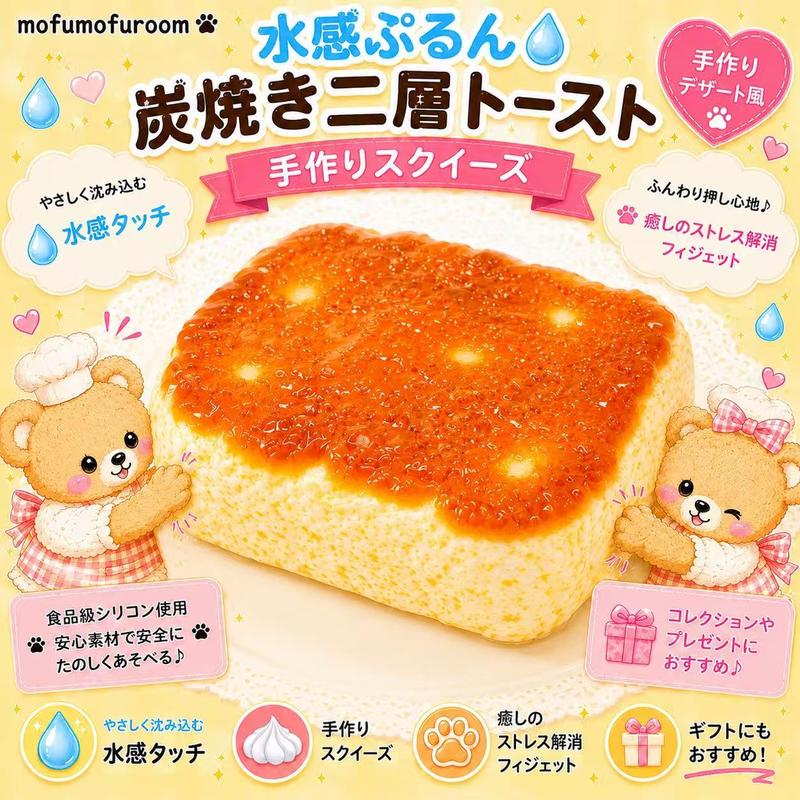 mofumofuroom
水感ぷるん
炭焼き二層トースト
手作りスクイーズ
手作り
デザート風
やさしく沈み込む
水感タッチ
ふんわり押し心地♪
癒しのストレス解消
フィジェット
食品級シリコン使用
安心素材で安全に
たのしくあそべる♪
コレクションや
プレゼントに
おすすめ♪
やさしく沈み込む
水感タッチ
手作り
スクイーズ
癒しの
ストレス解消
フィジェット
ギフトにも
おすすめ!